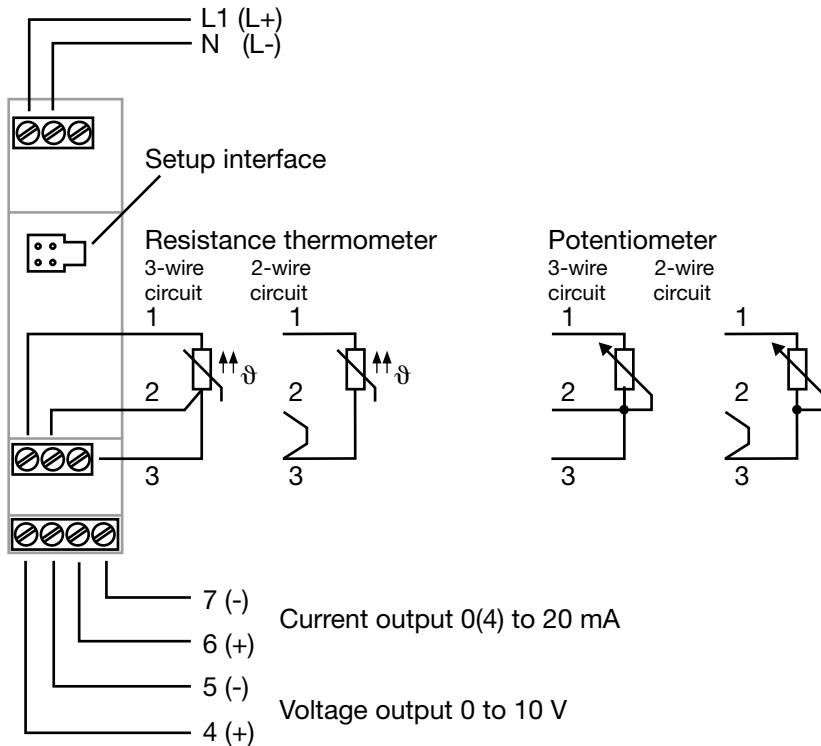 L1 (L+)
N (L-)
Setup interface
Resistance thermometer
3-wire circuit
2-wire circuit
1
2
3
ϑ
1
2
3
ϑ
Potentiometer
3-wire circuit
2-wire circuit
1
2
3
1
2
3
7 (-)
6 (+)
Current output 0(4) to 20 mA
5 (-)
4 (+)
Voltage output 0 to 10 V